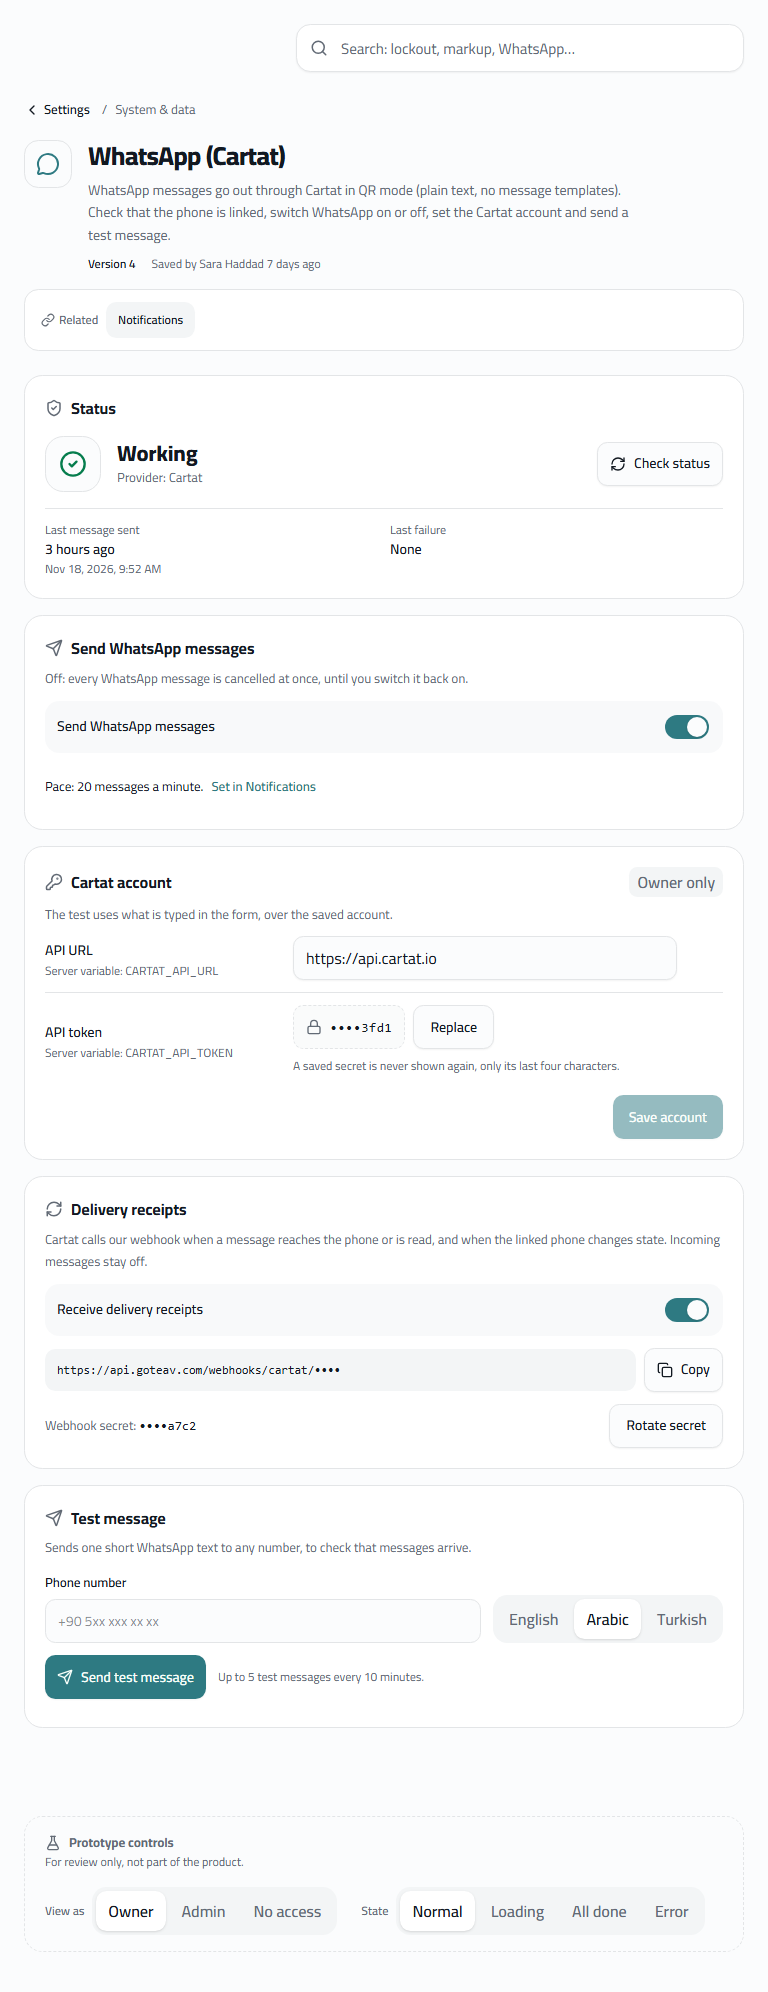 Search: lockout, markup, WhatsApp...
Settings / System & data
WhatsApp (Cartat)
WhatsApp messages go out through Cartat in QR mode (plain text, no message templates).
Check that the phone is linked, switch WhatsApp on or off, set the Cartat account and send a
test message.
Version 4 Saved by Sara Haddad 7 days ago
Related Notifications
Status
Working
Provider: Cartat
Check status
Last message sent
3 hours ago
Nov 18, 2026, 9:52 AM
Last failure
None
Send WhatsApp messages
Off: every WhatsApp message is cancelled at once, until you switch it back on.
Send WhatsApp messages
Pace: 20 messages a minute. Set in Notifications
Cartat account
Owner only
The test uses what is typed in the form, over the saved account.
API URL
Server variable: CARTAT_API_URL
https://api.cartat.io
API token
Server variable: CARTAT_API_TOKEN
••••3fd1 Replace
A saved secret is never shown again, only its last four characters.
Save account
Delivery receipts
Cartat calls our webhook when a message reaches the phone or is read, and when the linked phone changes state. Incoming
messages stay off.
Receive delivery receipts
https://api.goteav.com/webhooks/cartat/••••
Copy
Webhook secret: ••••a7c2
Rotate secret
Test message
Sends one short WhatsApp text to any number, to check that messages arrive.
Phone number
+90 5xx xxx xx xx
English Arabic Turkish
Send test message
Up to 5 test messages every 10 minutes.
Prototype controls
For review only, not part of the product.
View as Owner Admin No access
State Normal Loading All done Error